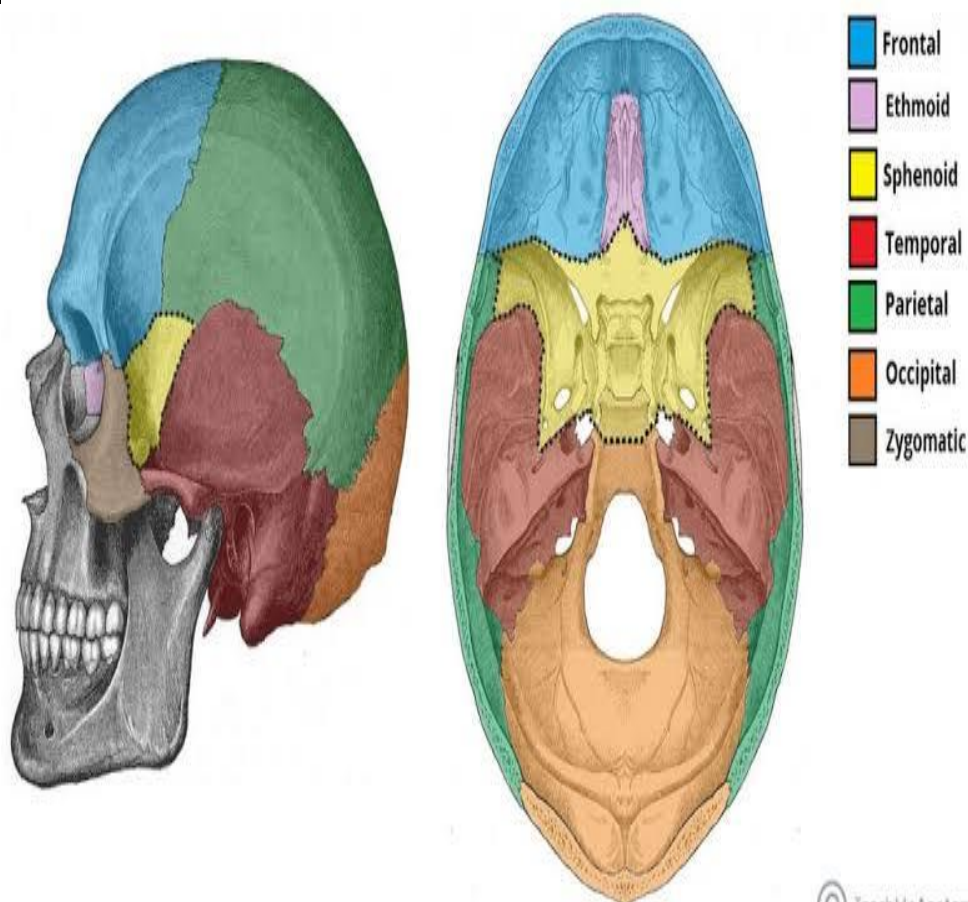 Frontal
Ethmoid
Sphenoid
Temporal
Parietal
Occipital
Zygomatic